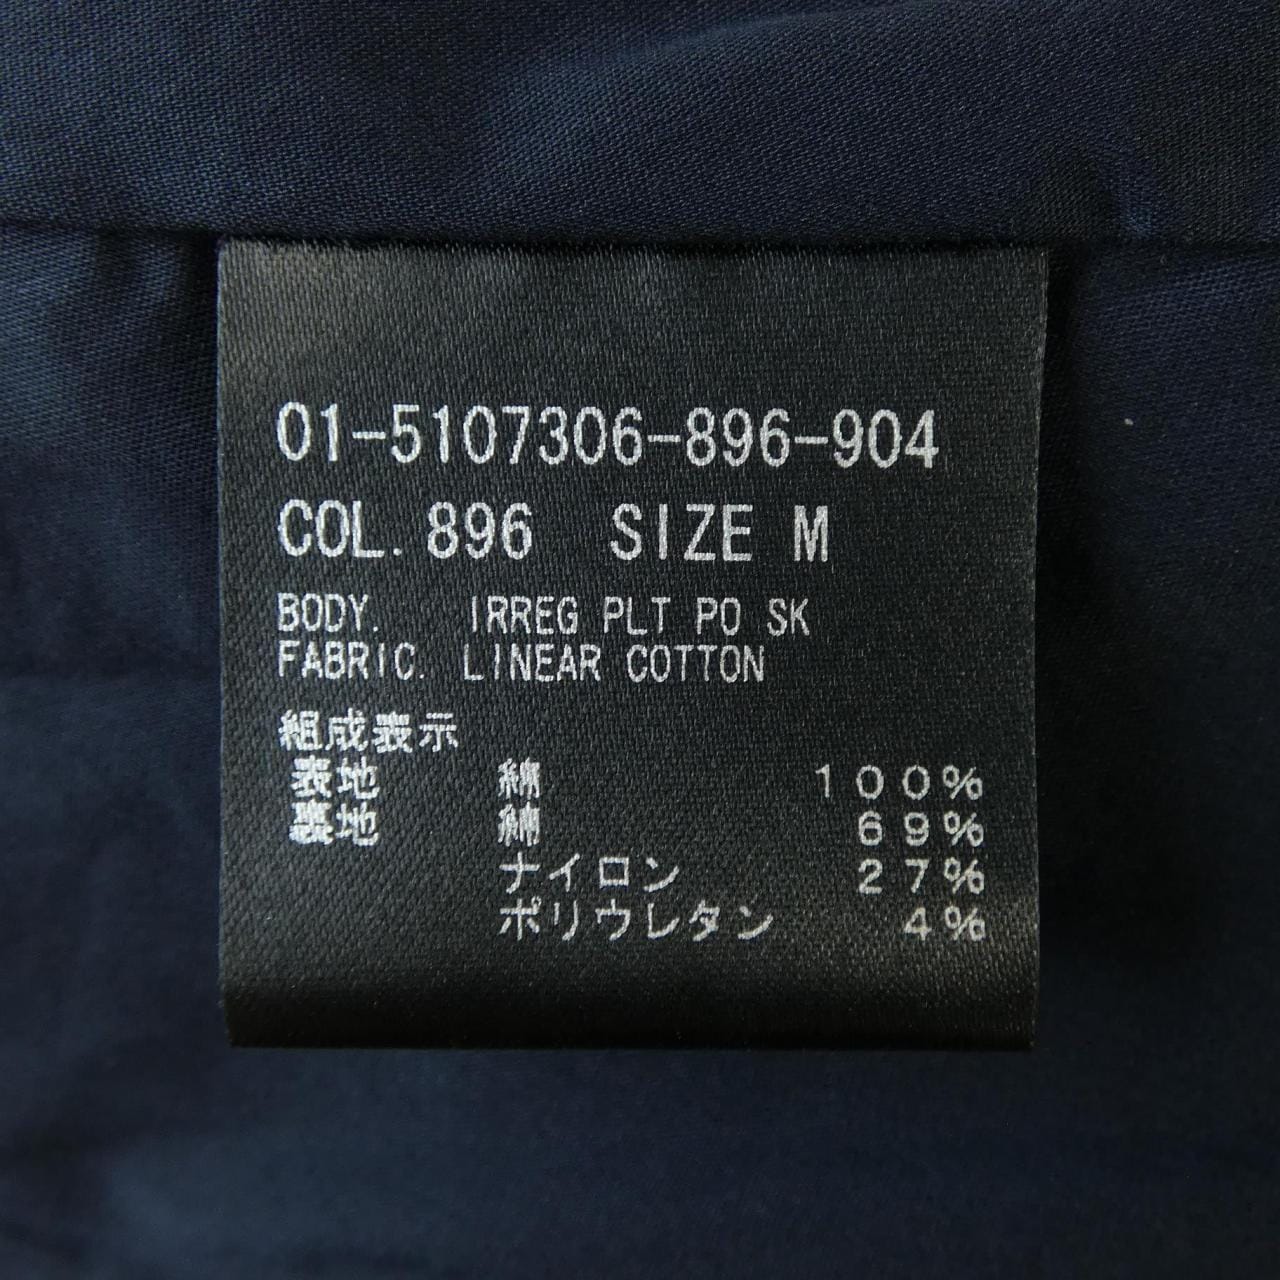 01-5107306-896-904
COL. 896 SIZE M
BODY. IRREG PLT PO SK
FABRIC. LINEAR COTTON
組成表示
表地 綿 100%
裏地 綿 69%
ナイロン 27%
ポリウレタン 4%